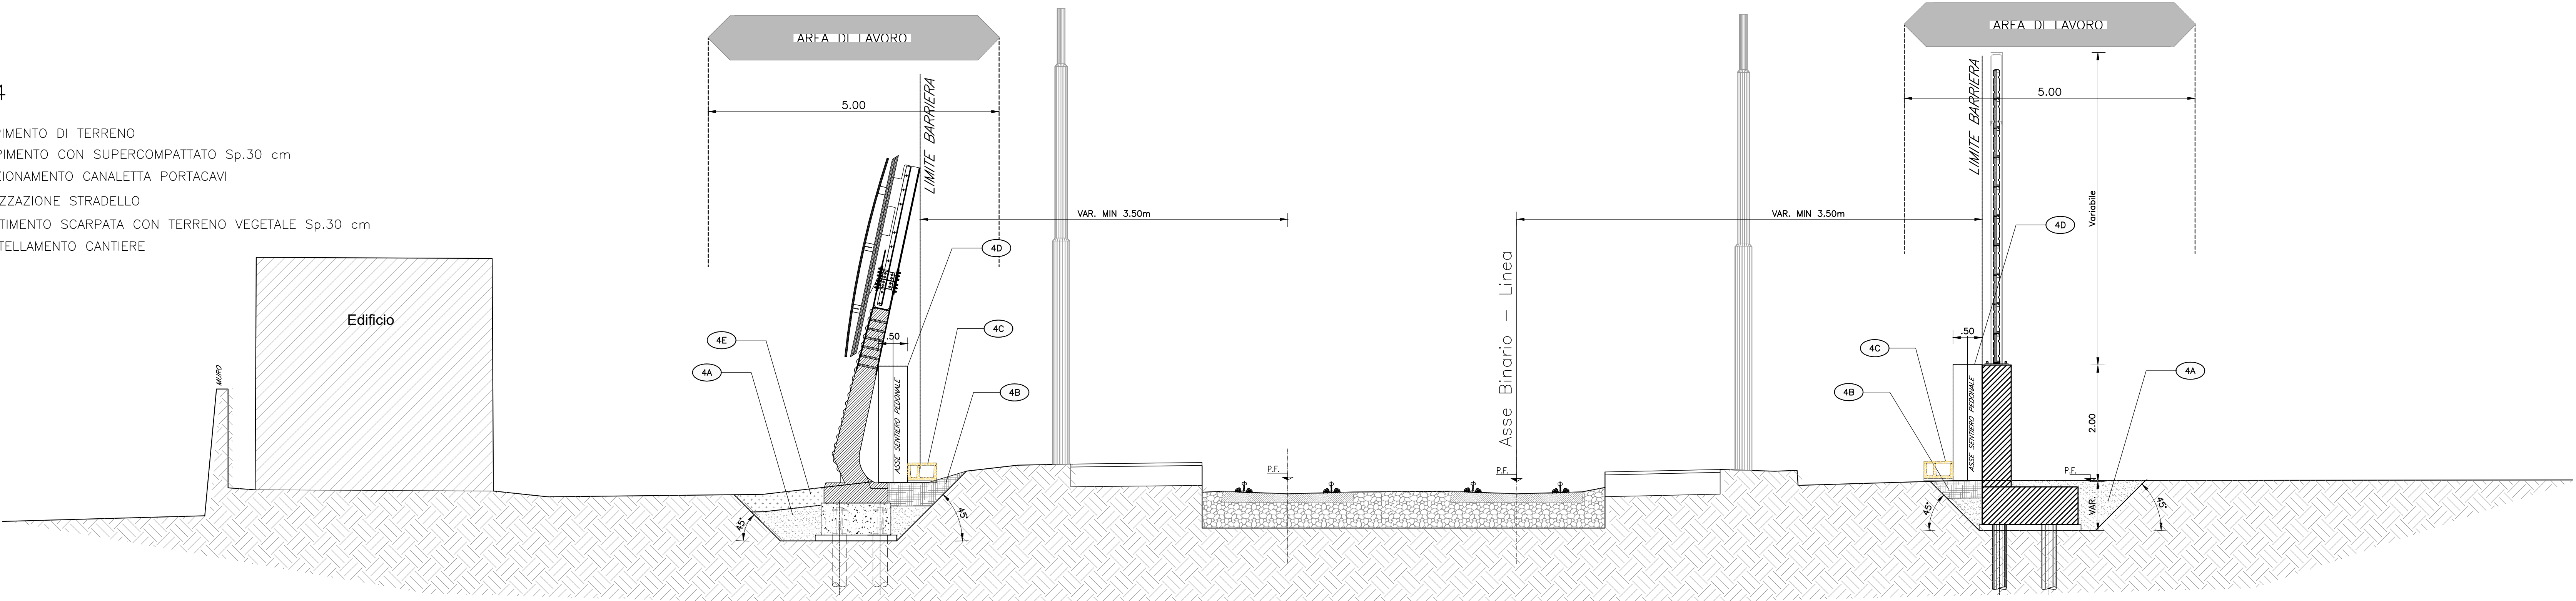 4
PIMENTO DI TERRENO
PIMENTO CON SUPERCOMPATTATO Sp.30 cm
ZIONAMENTO CANALETTA PORTACAVI
ZZAZIONE STRADELLO
TIMENTO SCARPATA CON TERRENO VEGETALE Sp.30 cm
TELLAMENTO CANTIERE
MURO
Edificio
AREA DI LAVORO
5.00
LIMITE BARRIERA
VAR. MIN 3.50m
4D
4C
4B
4E
4A
.50
ASSE SENTIERO PEDONALE
45°
45°
P.F.
Asse Binario – Linea
P.F.
AREA DI LAVORO
5.00
LIMITE BARRIERA
VAR. MIN 3.50m
Variabile
4D
4C
4B
4A
.50
ASSE SENTIERO PEDONALE
2.00
P.F.
VAR.
45°
45°